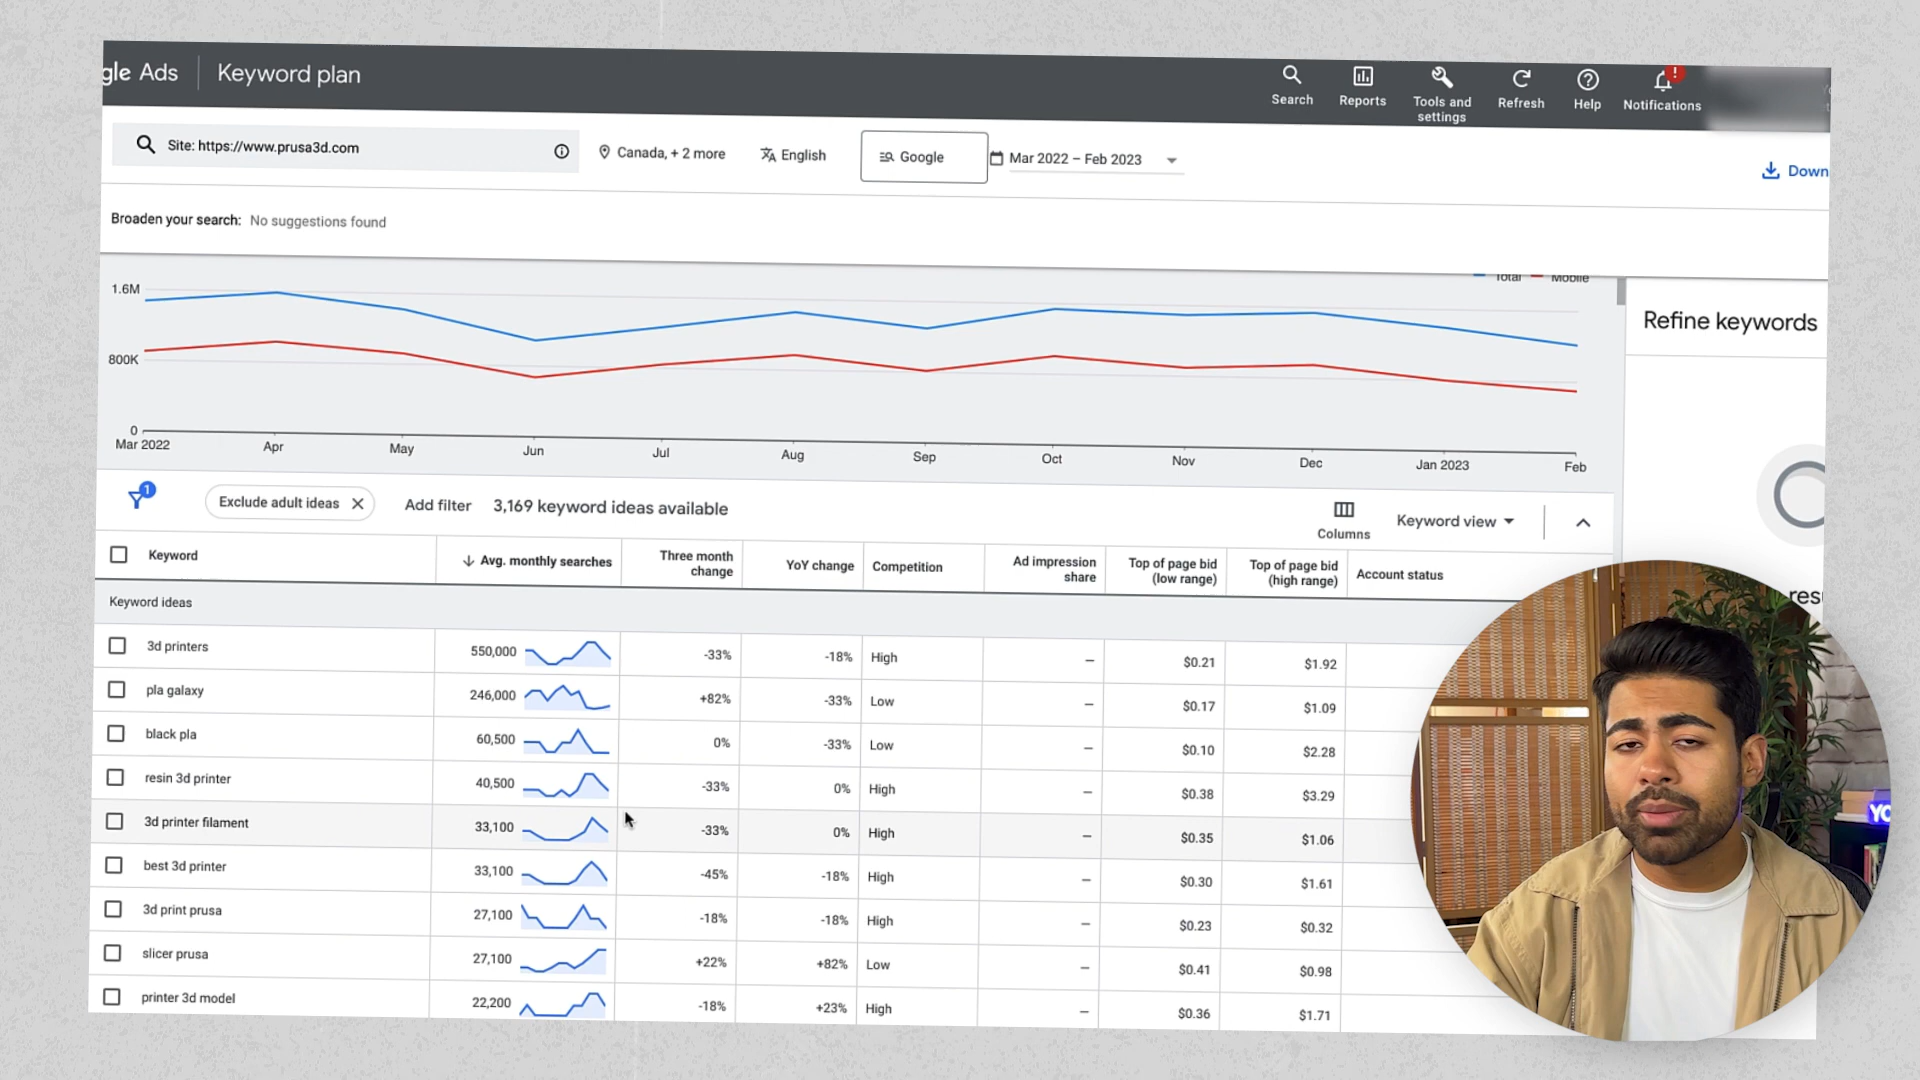 gle Ads
Keyword plan
Search
Reports
Tools and settings
Refresh
Help
Notifications
Site: https://www.prusa3d.com
Canada, + 2 more
English
Google
Mar 2022 – Feb 2023
Down
Broaden your search: No suggestions found
Total
Mobile
1.6M
800K
0
Mar 2022
Apr
May
Jun
Jul
Aug
Sep
Oct
Nov
Dec
Jan 2023
Feb
Refine keywords
1
Exclude adult ideas
Add filter
3,169 keyword ideas available
Columns
Keyword view
Keyword
Avg. monthly searches
Three month change
YoY change
Competition
Ad impression share
Top of page bid (low range)
Top of page bid (high range)
Account status
Keyword ideas
3d printers 550,000 -33% -18% High – $0.21 $1.92
pla galaxy 246,000 +82% -33% Low – $0.17 $1.09
black pla 60,500 0% -33% Low – $0.10 $2.28
resin 3d printer 40,500 -33% 0% High – $0.38 $3.29
3d printer filament 33,100 -33% 0% High – $0.35 $1.06
best 3d printer 33,100 -45% -18% High – $0.30 $1.61
3d print prusa 27,100 -18% -18% High – $0.23 $0.32
slicer prusa 27,100 +22% +82% Low – $0.41 $0.98
printer 3d model 22,200 -18% +23% High – $0.36 $1.71
YO